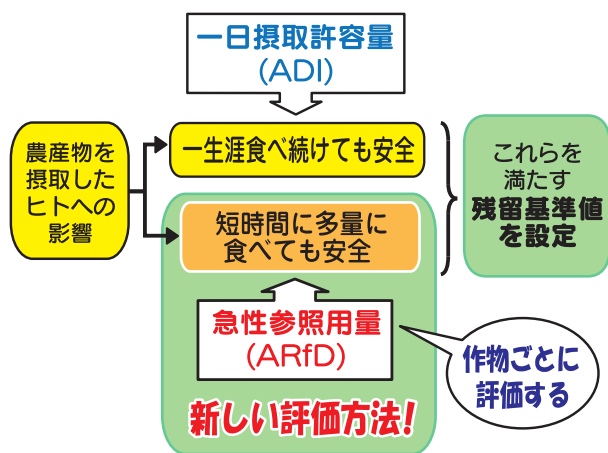 一日摂取許容量
(ADI)
農産物を
摂取した
ヒトへの
影響
一生涯食べ続けても安全
短時間に多量に
食べても安全
これらを
満たす
残留基準値
を設定
急性参照用量
(ARfD)
作物ごとに
評価する
新しい評価方法!